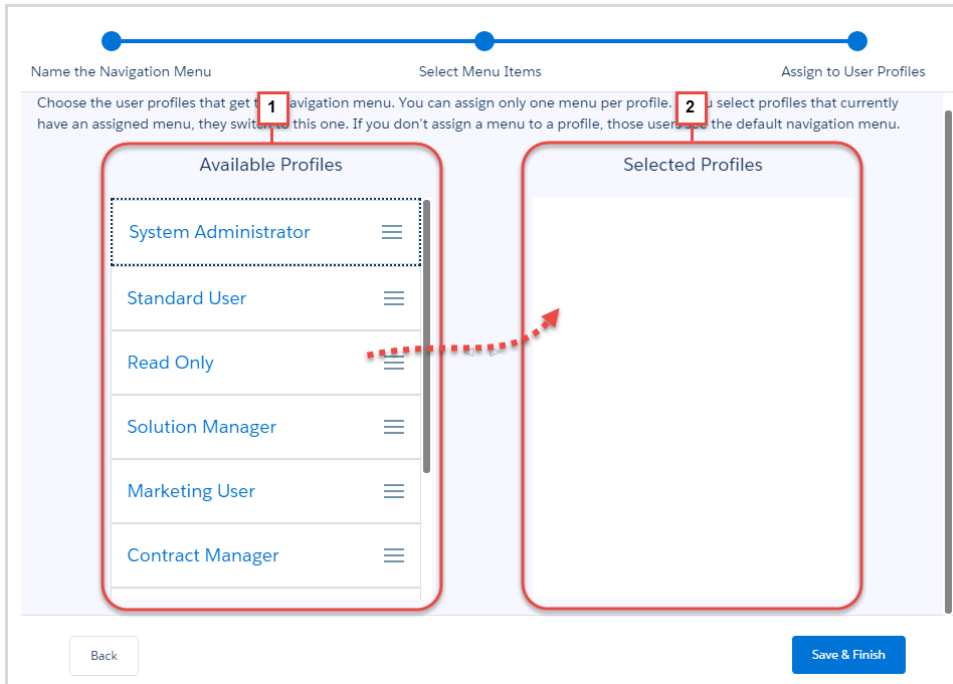 Name the Navigation Menu
Select Menu Items
Assign to User Profiles
Choose the user profiles that get avigation menu. You can assign only one menu per profile. u select profiles that currently
have an assigned menu, they switch to this one. If you don't assign a menu to a profile, those users see the default navigation menu.
1
2
Available Profiles
Selected Profiles
System Administrator
Standard User
Read Only
Solution Manager
Marketing User
Contract Manager
Back
Save & Finish